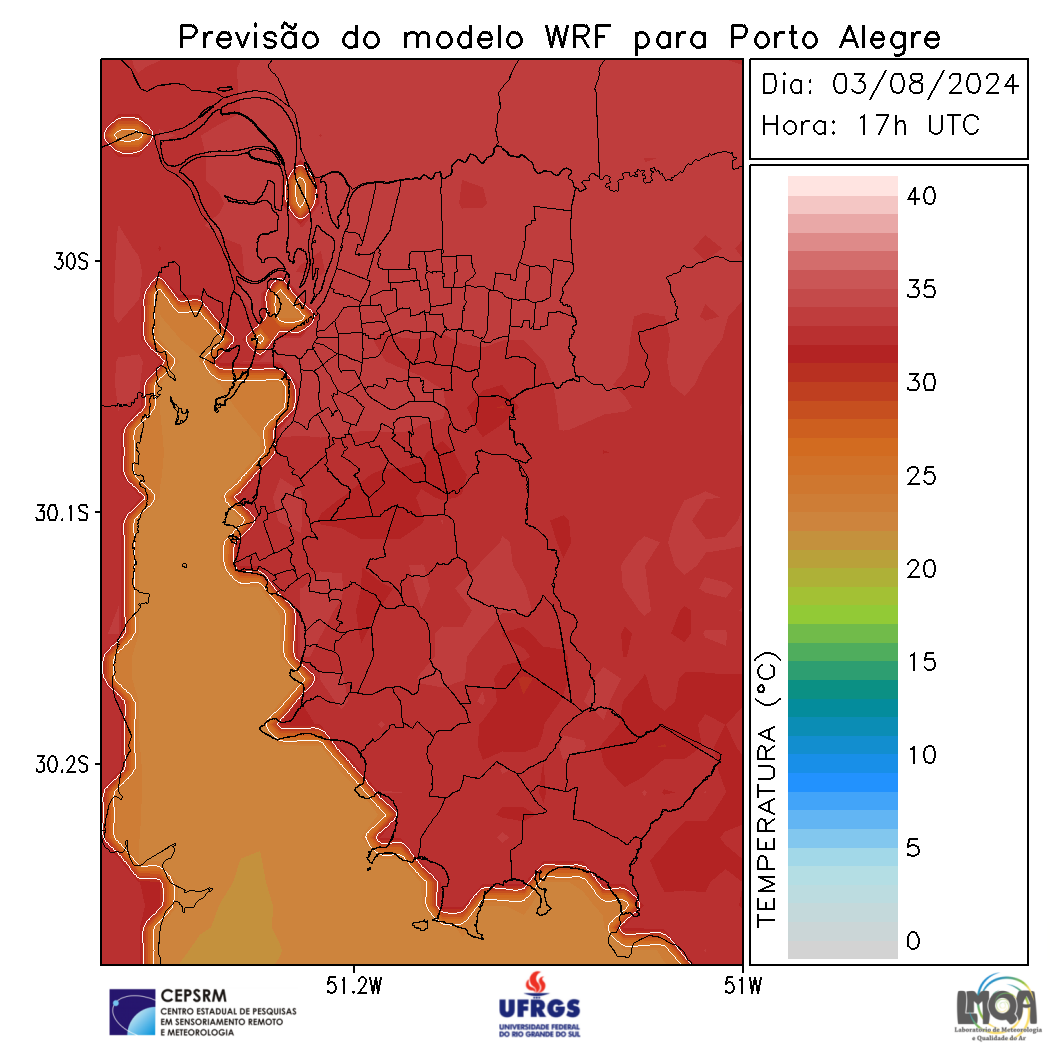 Previsão do modelo WRF para Porto Alegre
Dia: 03/08/2024
Hora: 17h UTC
40
35
30
25
20
15
10
5
0
TEMPERATURA (°C)
30S
30.1S
30.2S
51.2W
51W
CEPSRM
CENTRO ESTADUAL DE PESQUISAS
EM SENSORIAMENTO REMOTO
E METEOROLOGIA
UFRGS
UNIVERSIDADE FEDERAL
DO RIO GRANDE DO SUL
LMQA
Laboratório de Meteorologia
e Qualidade do Ar